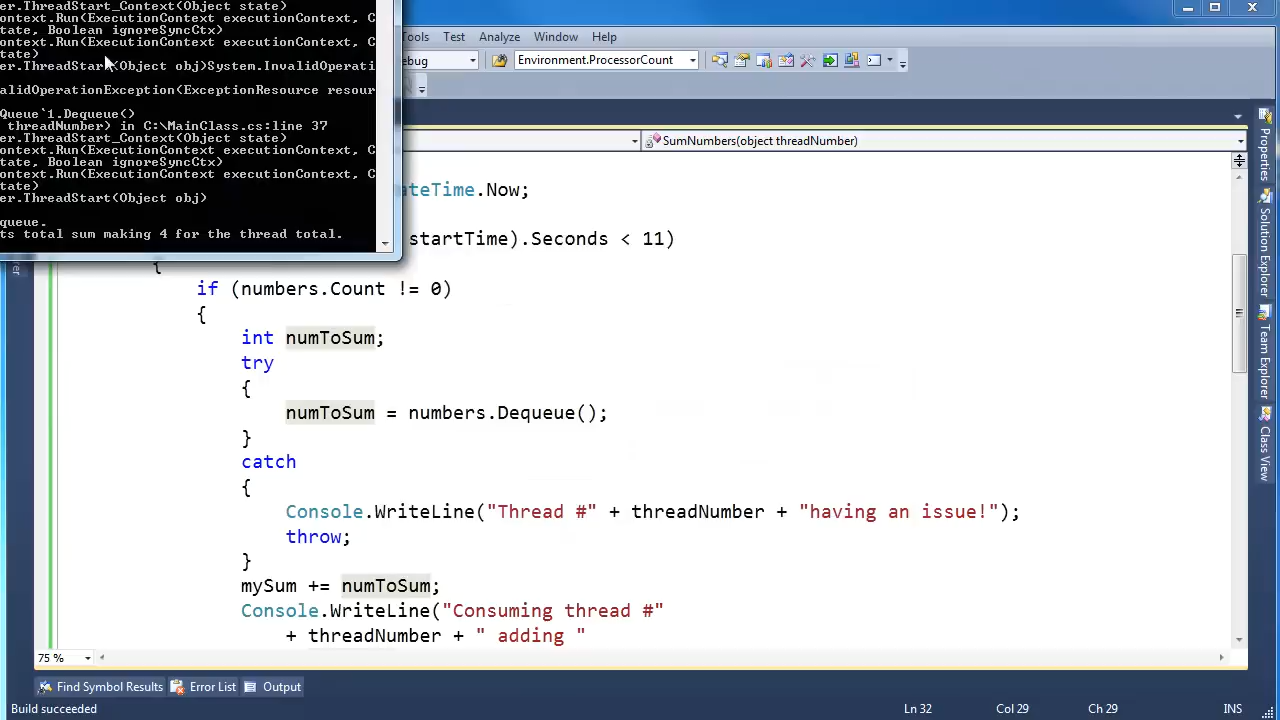 er.ThreadStart_Context(Object state)
ontext.Run(ExecutionContext executionContext, C
tate, Boolean ignoreSyncCtx)
ontext.Run(ExecutionContext executionContext, C
tate)
er.ThreadStart(Object obj)System.InvalidOperati
alidOperationException(ExceptionResource resour
Queue`1.Dequeue()
threadNumber) in C:\MainClass.cs:line 37
er.ThreadStart_Context(Object state)
ontext.Run(ExecutionContext executionContext, C
tate, Boolean ignoreSyncCtx)
ontext.Run(ExecutionContext executionContext, C
tate)
er.ThreadStart(Object obj)
queue.
ts total sum making 4 for the thread total.
Tools Test Analyze Window Help
ebug Environment.ProcessorCount
SumNumbers(object threadNumber)
ateTime.Now;
startTime).Seconds < 11)
{
if (numbers.Count != 0)
{
int numToSum;
try
{
numToSum = numbers.Dequeue();
}
catch
{
Console.WriteLine("Thread #" + threadNumber + "having an issue!");
throw;
}
mySum += numToSum;
Console.WriteLine("Consuming thread #"
+ threadNumber + " adding "
75 %
Properties
Solution Explorer
Team Explorer
Class View
Find Symbol Results Error List Output
Build succeeded Ln 32 Col 29 Ch 29 INS